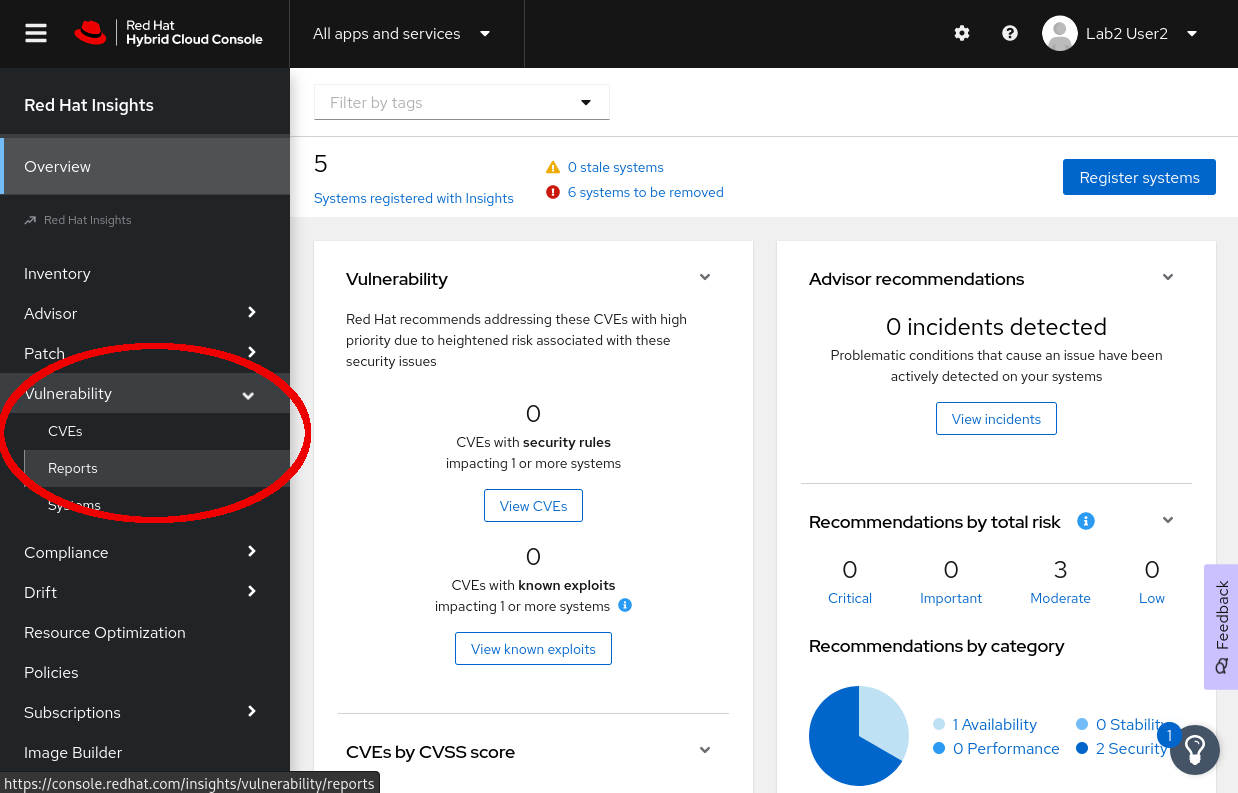 Red Hat
Hybrid Cloud Console
All apps and services
Lab2 User2
Red Hat Insights
Overview
Red Hat Insights
Inventory
Advisor
Patch
Vulnerability
CVEs
Reports
Systems
Compliance
Drift
Resource Optimization
Policies
Subscriptions
Image Builder
https://console.redhat.com/insights/vulnerability/reports
Filter by tags
5
Systems registered with Insights
0 stale systems
6 systems to be removed
Register systems
Vulnerability
Red Hat recommends addressing these CVEs with high
priority due to heightened risk associated with these
security issues
0
CVEs with security rules
impacting 1 or more systems
View CVEs
0
CVEs with known exploits
impacting 1 or more systems
View known exploits
CVEs by CVSS score
Advisor recommendations
0 incidents detected
Problematic conditions that cause an issue have been
actively detected on your systems
View incidents
Recommendations by total risk
0 0 3 0
Critical Important Moderate Low
Recommendations by category
1 Availability 0 Stability
0 Performance 2 Security
1
Feedback